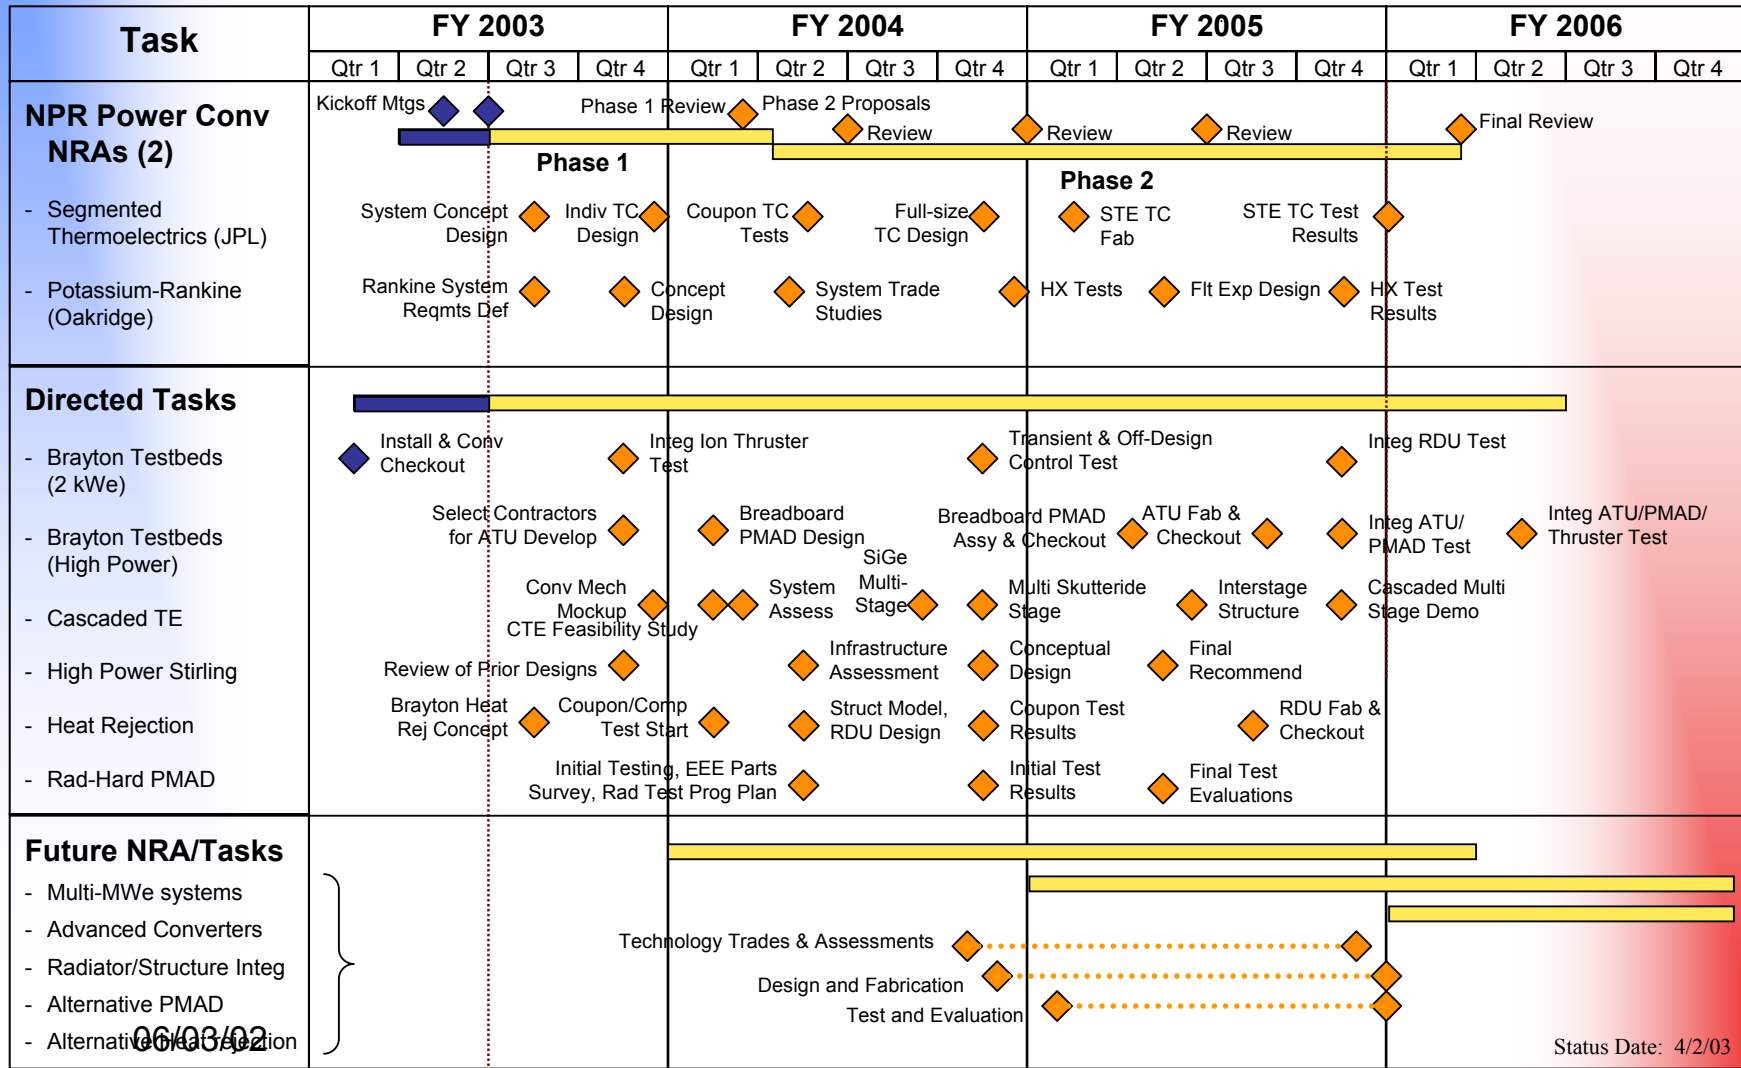 Task
FY 2003
FY 2004
FY 2005
FY 2006
Qtr 1
Qtr 2
Qtr 3
Qtr 4
Qtr 1
Qtr 2
Qtr 3
Qtr 4
Qtr 1
Qtr 2
Qtr 3
Qtr 4
Qtr 1
Qtr 2
Qtr 3
Qtr 4
NPR Power Conv
NRAs (2)
Kickoff Mtgs
Phase 1 Review
Phase 2 Proposals
Review
Review
Review
Final Review
Phase 1
Phase 2
- Segmented
Thermoelectrics (JPL)
System Concept
Design
Indiv TC
Design
Coupon TC
Tests
Full-size
TC Design
STE TC
Fab
STE TC Test
Results
- Potassium-Rankine
(Oakridge)
Rankine System
Reqmts Def
Concept
Design
System Trade
Studies
HX Tests
Flt Exp Design
HX Test
Results
Directed Tasks
- Brayton Testbeds
(2 kWe)
Install & Conv
Checkout
Integ Ion Thruster
Test
Transient & Off-Design
Control Test
Integ RDU Test
- Brayton Testbeds
(High Power)
Select Contractors
for ATU Develop
Breadboard
PMAD Design
Breadboard PMAD
Assy & Checkout
ATU Fab &
Checkout
Integ ATU/
PMAD Test
Integ ATU/PMAD/
Thruster Test
- Cascaded TE
Conv Mech
Mockup
CTE Feasibility Study
System
Assess
SiGe
Multi-
Stage
Multi Skutteride
Stage
Interstage
Structure
Cascaded Multi
Stage Demo
- High Power Stirling
Review of Prior Designs
Infrastructure
Assessment
Conceptual
Design
Final
Recommend
- Heat Rejection
Brayton Heat
Rej Concept
Coupon/Comp
Test Start
Struct Model,
RDU Design
Coupon Test
Results
RDU Fab &
Checkout
- Rad-Hard PMAD
Initial Testing, EEE Parts
Survey, Rad Test Prog Plan
Initial Test
Results
Final Test
Evaluations
Future NRA/Tasks
- Multi-MWe systems
- Advanced Converters
- Radiator/Structure Integ
- Alternative PMAD
- Alternative Heat rejection
06/03/02
Technology Trades & Assessments
Design and Fabrication
Test and Evaluation
Status Date: 4/2/03